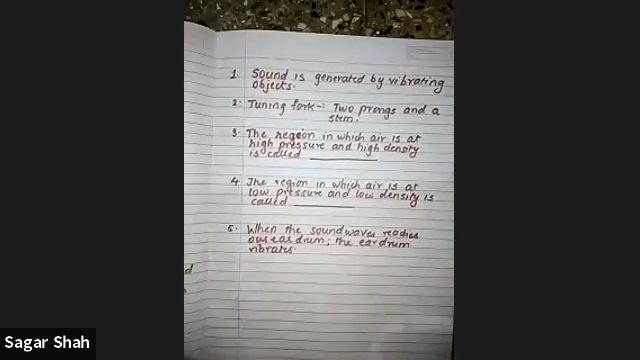 1. Sound is generated by vibrating
objects.
2. Tuning fork-: Two prongs and a
stem.
3. The region in which air is at
high pressure and high density
is called ________
4. The region in which air is at
low pressure and low density is
called ________
5. When the soundwaves reaches
our eardrum; the eardrum
vibrates.
d
Sagar Shah